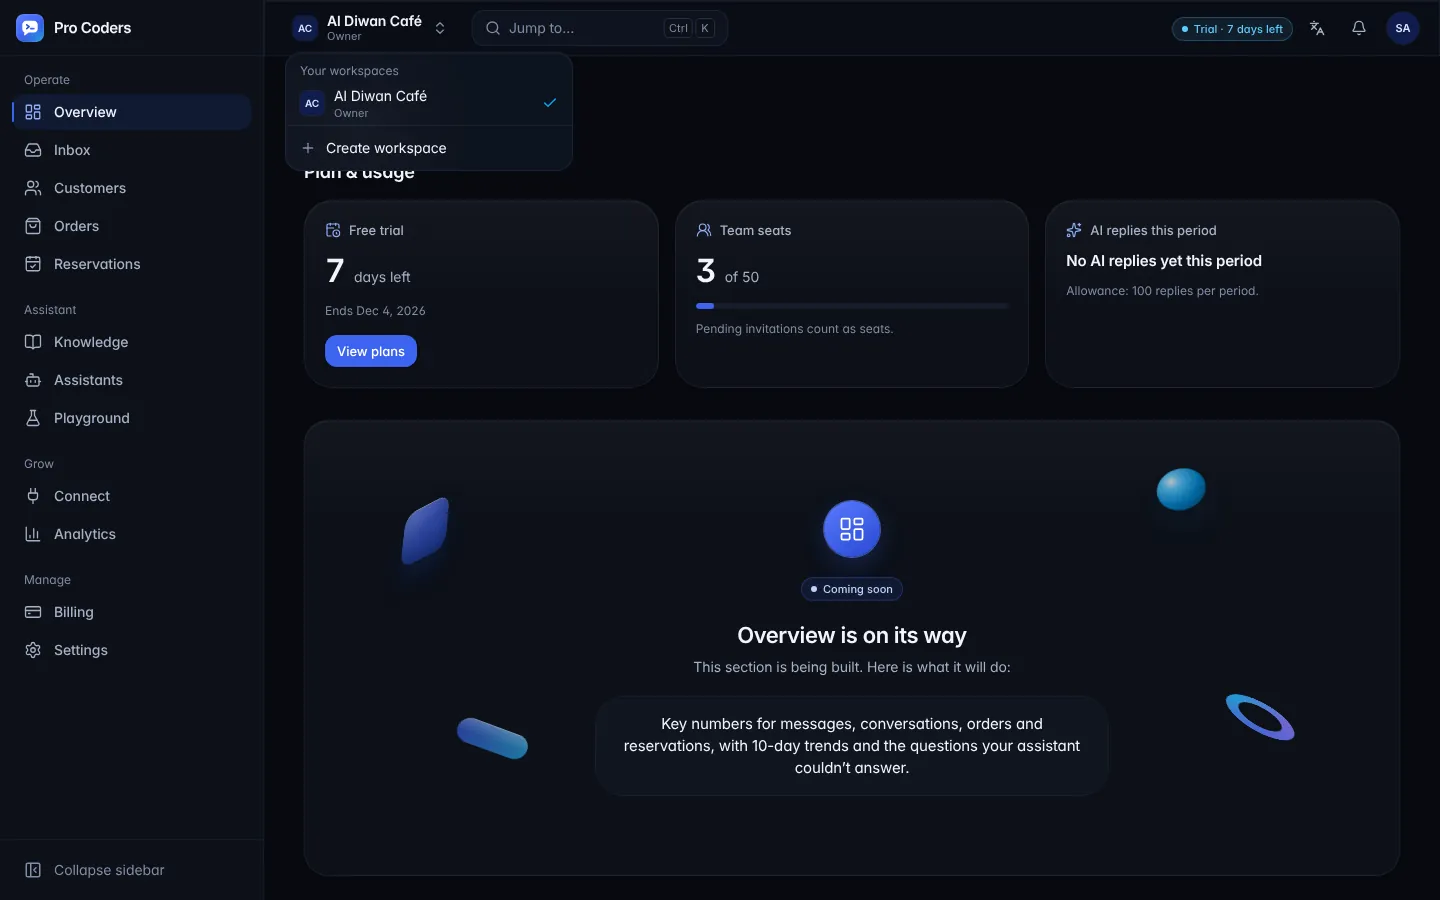 Pro Coders
AC
Al Diwan Café
Owner
Jump to...
Ctrl K
Trial · 7 days left
SA
Operate
Overview
Inbox
Customers
Orders
Reservations
Assistant
Knowledge
Assistants
Playground
Grow
Connect
Analytics
Manage
Billing
Settings
Collapse sidebar
Your workspaces
AC
Al Diwan Café
Owner
Create workspace
Plan & usage
Free trial
7 days left
Ends Dec 4, 2026
View plans
Team seats
3 of 50
Pending invitations count as seats.
AI replies this period
No AI replies yet this period
Allowance: 100 replies per period.
Coming soon
Overview is on its way
This section is being built. Here is what it will do:
Key numbers for messages, conversations, orders and
reservations, with 10-day trends and the questions your assistant
couldn’t answer.